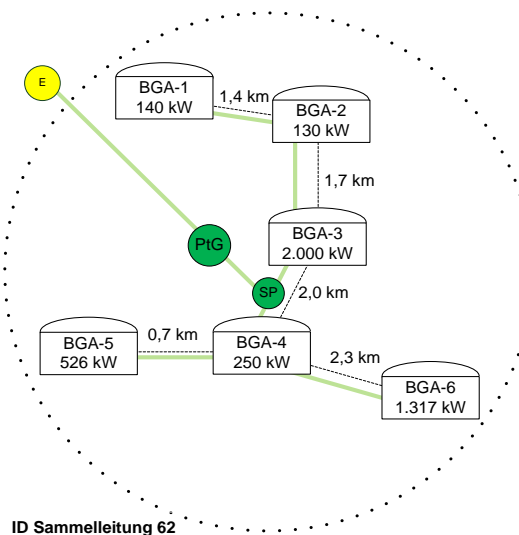 E
BGA-1
140 kW
1,4 km
BGA-2
130 kW
1,7 km
PtG
BGA-3
2.000 kW
SP
2,0 km
BGA-5
526 kW
0,7 km
BGA-4
250 kW
2,3 km
BGA-6
1.317 kW
ID Sammelleitung 62